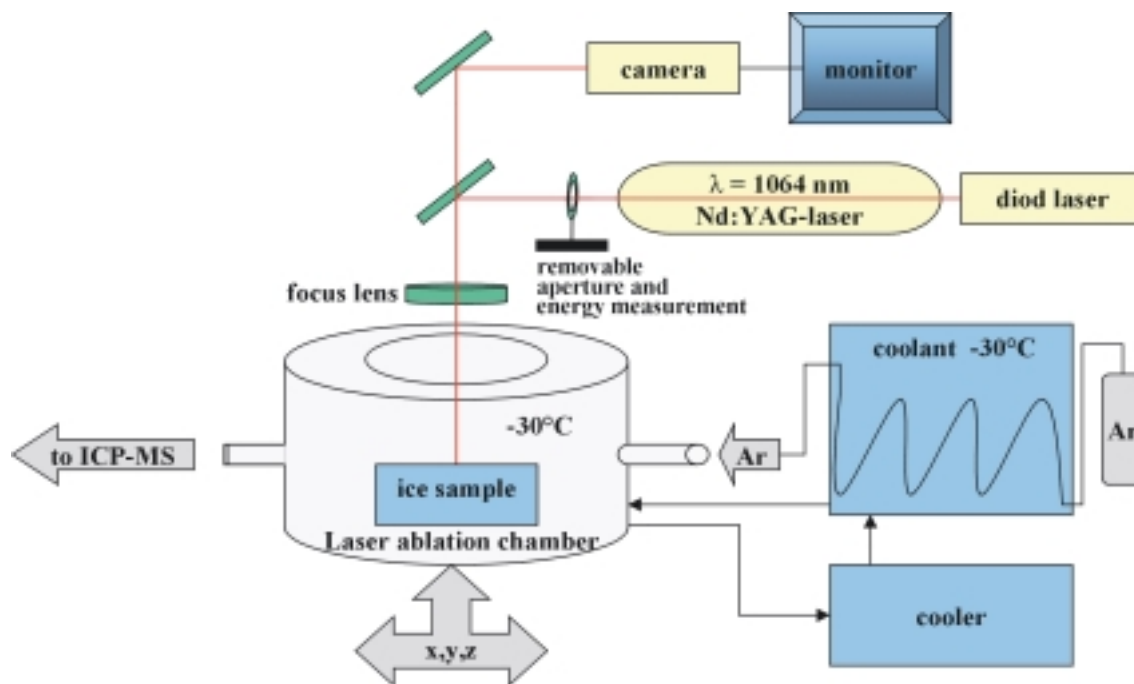 camera
monitor
λ = 1064 nm
Nd:YAG-laser
diod laser
removable
aperture and
energy measurement
focus lens
coolant -30°C
-30°C
Ar
Ar
to ICP-MS
ice sample
Laser ablation chamber
cooler
x,y,z